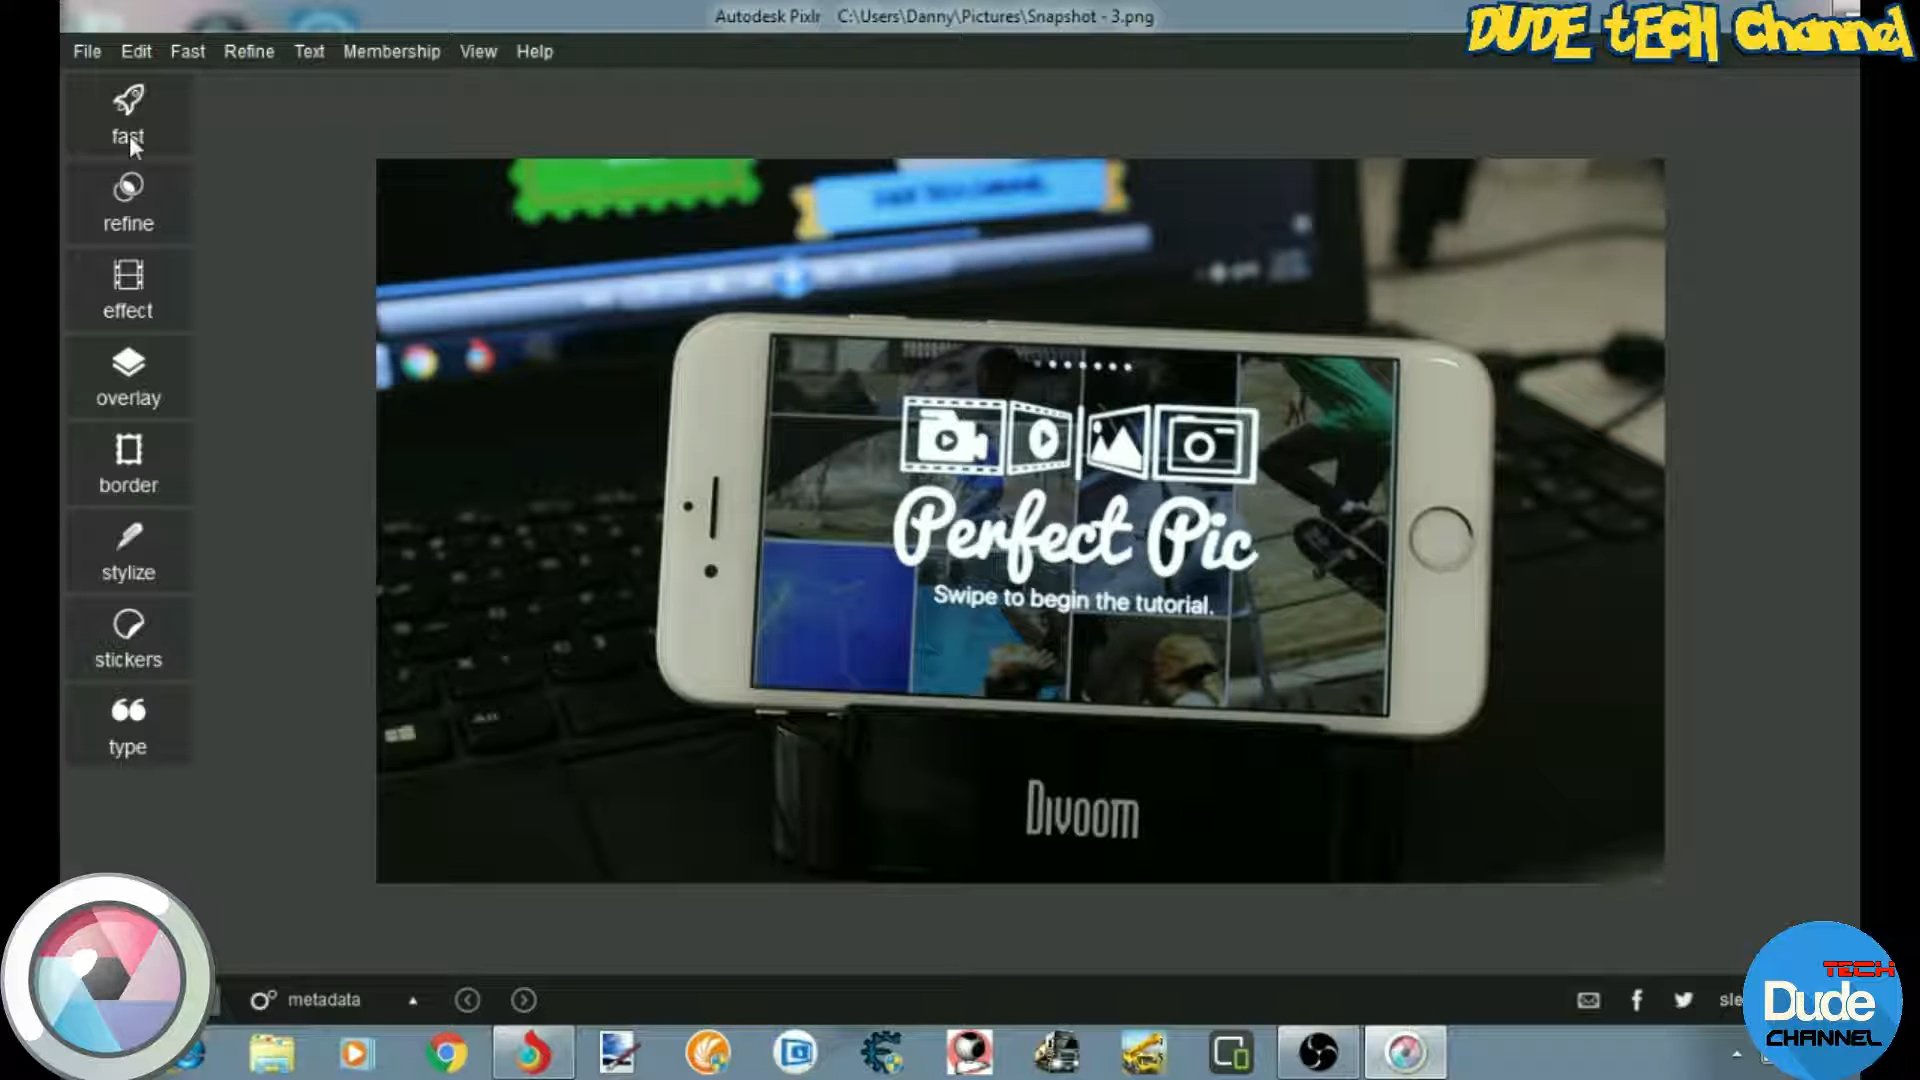 Autodesk Pixlr C:\Users\Danny\Pictures\Snapshot - 3.png
DUDE tECH Channel
File Edit Fast Refine Text Membership View Help
fast
refine
effect
overlay
border
stylize
stickers
type
Perfect Pic
Swipe to begin the tutorial.
Divoom
metadata
TECH
Dude
CHANNEL